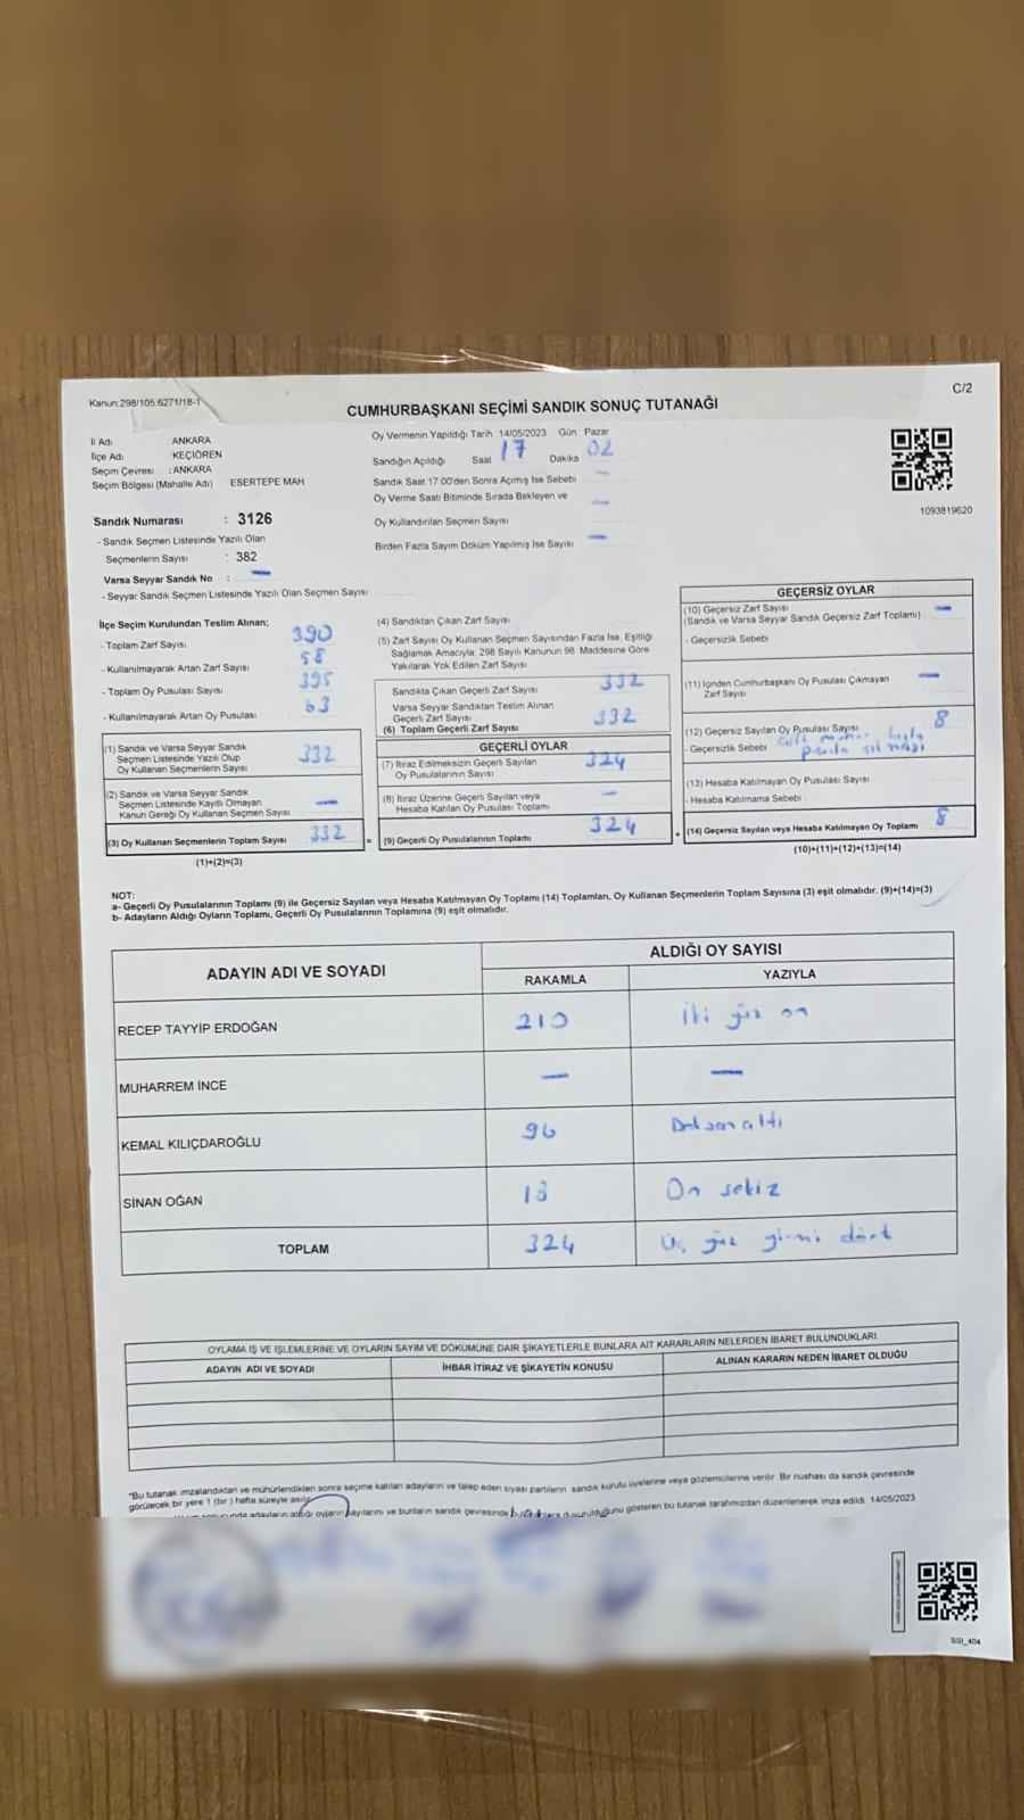 C/2
Kanun:298/105.6271/18-1
CUMHURBAŞKANI SEÇİMİ SANDIK SONUÇ TUTANAĞI
İl Adı ANKARA
İlçe Adı KEÇİÖREN
Seçim Çevresi : ANKARA
Seçim Bölgesi (Mahalle Adı) ESERTEPE MAH
Sandık Numarası : 3126
- Sandık Seçmen Listesinde Yazılı Olan
Seçmenlerin Sayısı : 382
Varsa Seyyar Sandık No : —
- Seyyar Sandık Seçmen Listesinde Yazılı Olan Seçmen Sayısı
Oy Vermenin Yapıldığı Tarih 14/05/2023 Gün : Pazar
Sandığın Açıldığı Saat 17 Dakika 02
Sandık Saat 17.00'den Sonra Açımış İse Sebebi —
Oy Verme Saati Bitiminde Sırada Bekleyen ve —
Oy Kullandırılan Seçmen Sayısı
Birden Fazla Sayım Döküm Yapılmış İse Sayısı —
1093819620
İlçe Seçim Kurulundan Teslim Alınan;
- Toplam Zarf Sayısı 390
- Kullanılmayarak Artan Zarf Sayısı 58
- Toplam Oy Pusulası Sayısı 395
- Kullanılmayarak Artan Oy Pusulası 63
(1) Sandık ve Varsa Seyyar Sandık
Seçmen Listesinde Yazılı Olup
Oy Kullanan Seçmenlerin Sayısı 332
(2) Sandık ve Varsa Seyyar Sandık
Seçmen Listesinde Kayıtlı Olmayan
Kanun Gereği Oy Kullanan Seçmen Sayısı —
(3) Oy Kullanan Seçmenlerin Toplam Sayısı 332
(1)+(2)=(3)
(4) Sandıktan Çıkan Zarf Sayısı
(5) Zarf Sayısı Oy Kullanan Seçmen Sayısından Fazla İse, Eşitliği
Sağlamak Amacıyla, 298 Sayılı Kanunun 98. Maddesine Göre
Yakılarak Yok Edilen Zarf Sayısı
Sandıkta Çıkan Geçerli Zarf Sayısı 332
Varsa Seyyar Sandıktan Teslim Alınan
Geçerli Zarf Sayısı
(6) Toplam Geçerli Zarf Sayısı 332
GEÇERLİ OYLAR
(7) İtiraz Edilmeksizin Geçerli Sayılan
Oy Pusulalarının Sayısı 324
(8) İtiraz Üzerine Geçerli Sayılan veya
Hesaba Katılan Oy Pusulası Toplamı —
(9) Geçerli Oy Pusulalarının Toplamı 324
GEÇERSİZ OYLAR
(10) Geçersiz Zarf Sayısı
(Sandık ve Varsa Seyyar Sandık Geçersiz Zarf Toplamı) —
- Geçersizlik Sebebi
(11) İçinden Cumhurbaşkanı Oy Pusulası Çıkmayan
Zarf Sayısı —
(12) Geçersiz Sayılan Oy Pusulası Sayısı 8
- Geçersizlik Sebebi
(13) Hesaba Katılmayan Oy Pusulası Sayısı
- Hesaba Katılmama Sebebi
(14) Geçersiz Sayılan veya Hesaba Katılmayan Oy Toplamı 8
(10)+(11)+(12)+(13)=(14)
NOT:
a- Geçerli Oy Pusulalarının Toplamı (9) ile Geçersiz Sayılan veya Hesaba Katılmayan Oy Toplamı (14) Toplamları, Oy Kullanan Seçmenlerin Toplam Sayısına (3) eşit olmalıdır. (9)+(14)=(3)
b- Adayların Aldığı Oyların Toplamı, Geçerli Oy Pusulalarının Toplamına (9) eşit olmalıdır.
ADAYIN ADI VE SOYADI ALDIĞI OY SAYISI
RAKAMLA YAZIYLA
RECEP TAYYİP ERDOĞAN 210 iki yüz on
MUHARREM İNCE — —
KEMAL KILIÇDAROĞLU 96 Doksan altı
SİNAN OĞAN 18 On sekiz
TOPLAM 324 Üç yüz yirmi dört
OYLAMA İŞ VE İŞLEMLERİNE VE OYLARIN SAYIM VE DÖKÜMÜNE DAİR ŞİKAYETLERLE BUNLARA AİT KARARLARIN NELERDEN İBARET BULUNDUKLARI
ADAYIN ADI VE SOYADI İHBAR İTİRAZ VE ŞİKAYETİN KONUSU ALINAN KARARIN NEDEN İBARET OLDUĞU
*Bu tutanak imzalandıktan ve mühürlendikten sonra seçime katılan adayların ve talep eden siyasi partilerin sandık kurulu üyelerine veya gözlemcilerine verilir. Bir nüshası da sandık çevresinde
görülecek bir yere 1 (bir) hafta süreyle asılır.
adayların aldığı oyların sayılarını ve bunların sandık çevresinde gösteren bu tutanak tarafımızdan düzenlenerek imza edildi. 14/05/2023
SGI_404